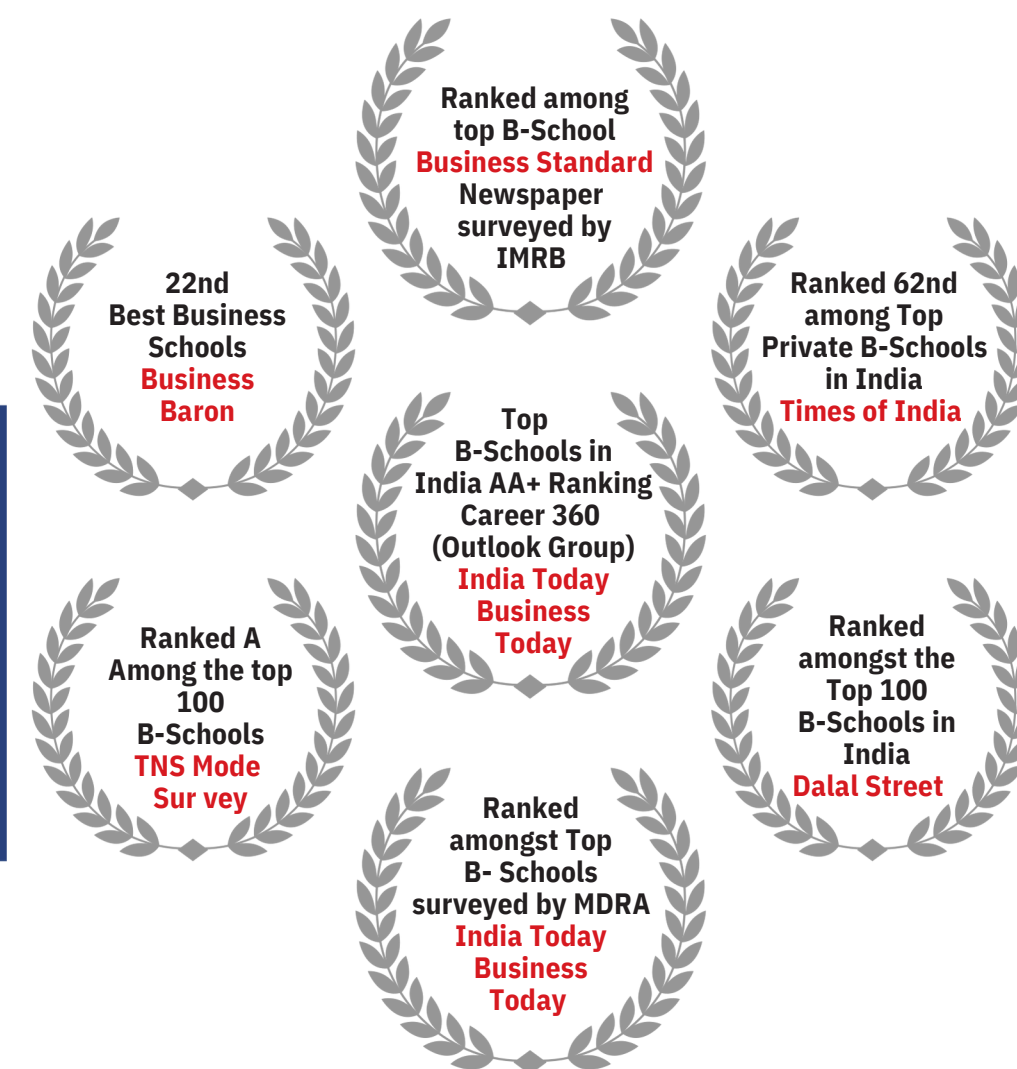 Ranked among
top B-School
Business Standard
Newspaper
surveyed by
IMRB
22nd
Best Business
Schools
Business
Baron
Ranked 62nd
among Top
Private B-Schools
in India
Times of India
Top
B-Schools in
India AA+ Ranking
Career 360
(Outlook Group)
India Today
Business
Today
Ranked A
Among the top
100
B-Schools
TNS Mode
Sur vey
Ranked
amongst the
Top 100
B-Schools in
India
Dalal Street
Ranked
amongst Top
B- Schools
surveyed by MDRA
India Today
Business
Today